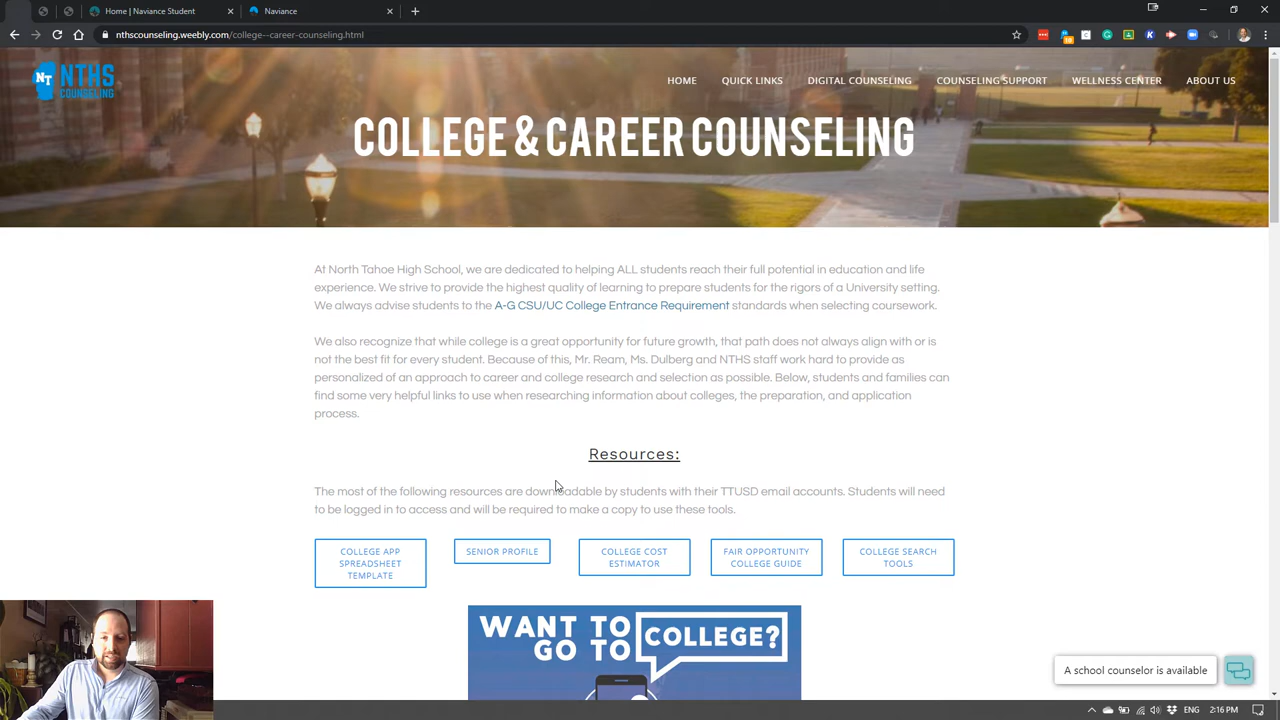 Home | Naviance Student
Naviance
nthscounseling.weebly.com/college--career-counseling.html
NT NTHS
COUNSELING
HOME QUICK LINKS DIGITAL COUNSELING COUNSELING SUPPORT WELLNESS CENTER ABOUT US
COLLEGE & CAREER COUNSELING
At North Tahoe High School, we are dedicated to helping ALL students reach their full potential in education and life
experience. We strive to provide the highest quality of learning to prepare students for the rigors of a University setting.
We always advise students to the A-G CSU/UC College Entrance Requirement standards when selecting coursework.
We also recognize that while college is a great opportunity for future growth, that path does not always align with or is
not the best fit for every student. Because of this, Mr. Ream, Ms. Dulberg and NTHS staff work hard to provide as
personalized of an approach to career and college research and selection as possible. Below, students and families can
find some very helpful links to use when researching information about colleges, the preparation, and application
process.
Resources:
The most of the following resources are downloadable by students with their TTUSD email accounts. Students will need
to be logged in to access and will be required to make a copy to use these tools.
COLLEGE APP
SPREADSHEET
TEMPLATE
SENIOR PROFILE
COLLEGE COST
ESTIMATOR
FAIR OPPORTUNITY
COLLEGE GUIDE
COLLEGE SEARCH
TOOLS
WANT TO
GO TO
COLLEGE?
A school counselor is available
ENG 2:16 PM